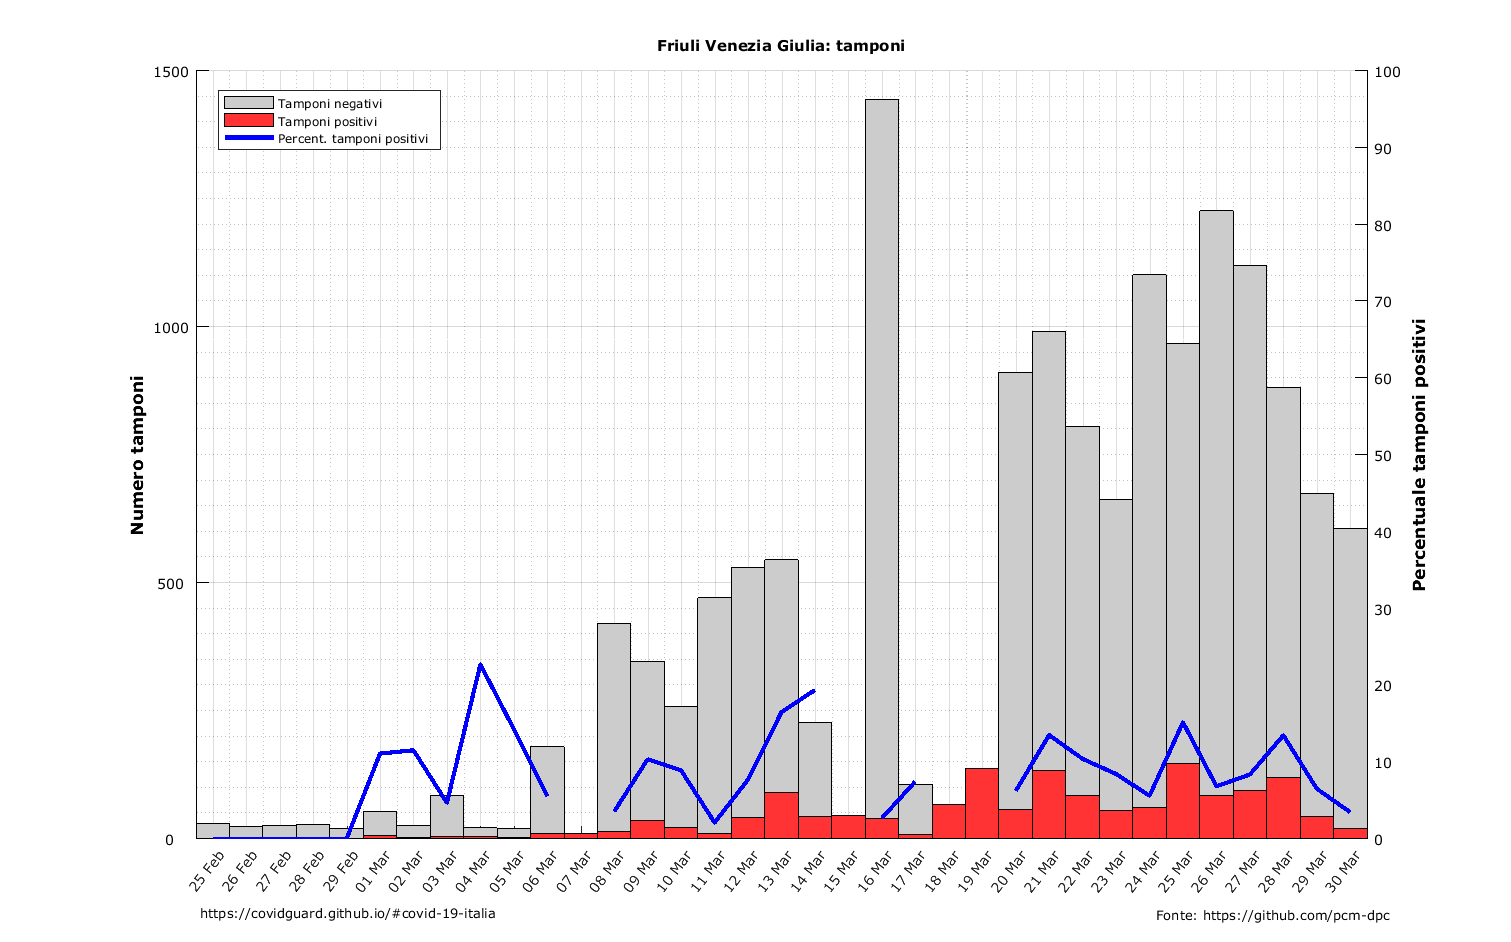 Friuli Venezia Giulia: tamponi
Tamponi negativi
Tamponi positivi
Percent. tamponi positivi
Numero tamponi
1500
1000
500
0
Percentuale tamponi positivi
100
90
80
70
60
50
40
30
20
10
0
25 Feb
26 Feb
27 Feb
28 Feb
29 Feb
01 Mar
02 Mar
03 Mar
04 Mar
05 Mar
06 Mar
07 Mar
08 Mar
09 Mar
10 Mar
11 Mar
12 Mar
13 Mar
14 Mar
15 Mar
16 Mar
17 Mar
18 Mar
19 Mar
20 Mar
21 Mar
22 Mar
23 Mar
24 Mar
25 Mar
26 Mar
27 Mar
28 Mar
29 Mar
30 Mar
https://covidguard.github.io/#covid-19-italia
Fonte: https://github.com/pcm-dpc